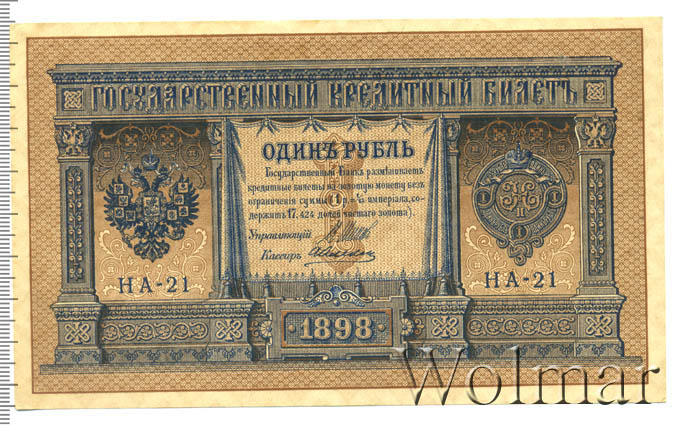 ГОСУДАРСТВЕННЫЙ КРЕДИТНЫЙ БИЛЕТЪ
ОДИНЪ РУБЛЬ
Государственный Банкъ размѣниваетъ
кредитные билеты на золотую монету безъ
ограниченія суммы (1 р. = 1/15 имперіала, со-
держитъ 17,424 долей чистаго золота).
Управляющій
Кассиръ
НА-21
НА-21
1898
Wolmar